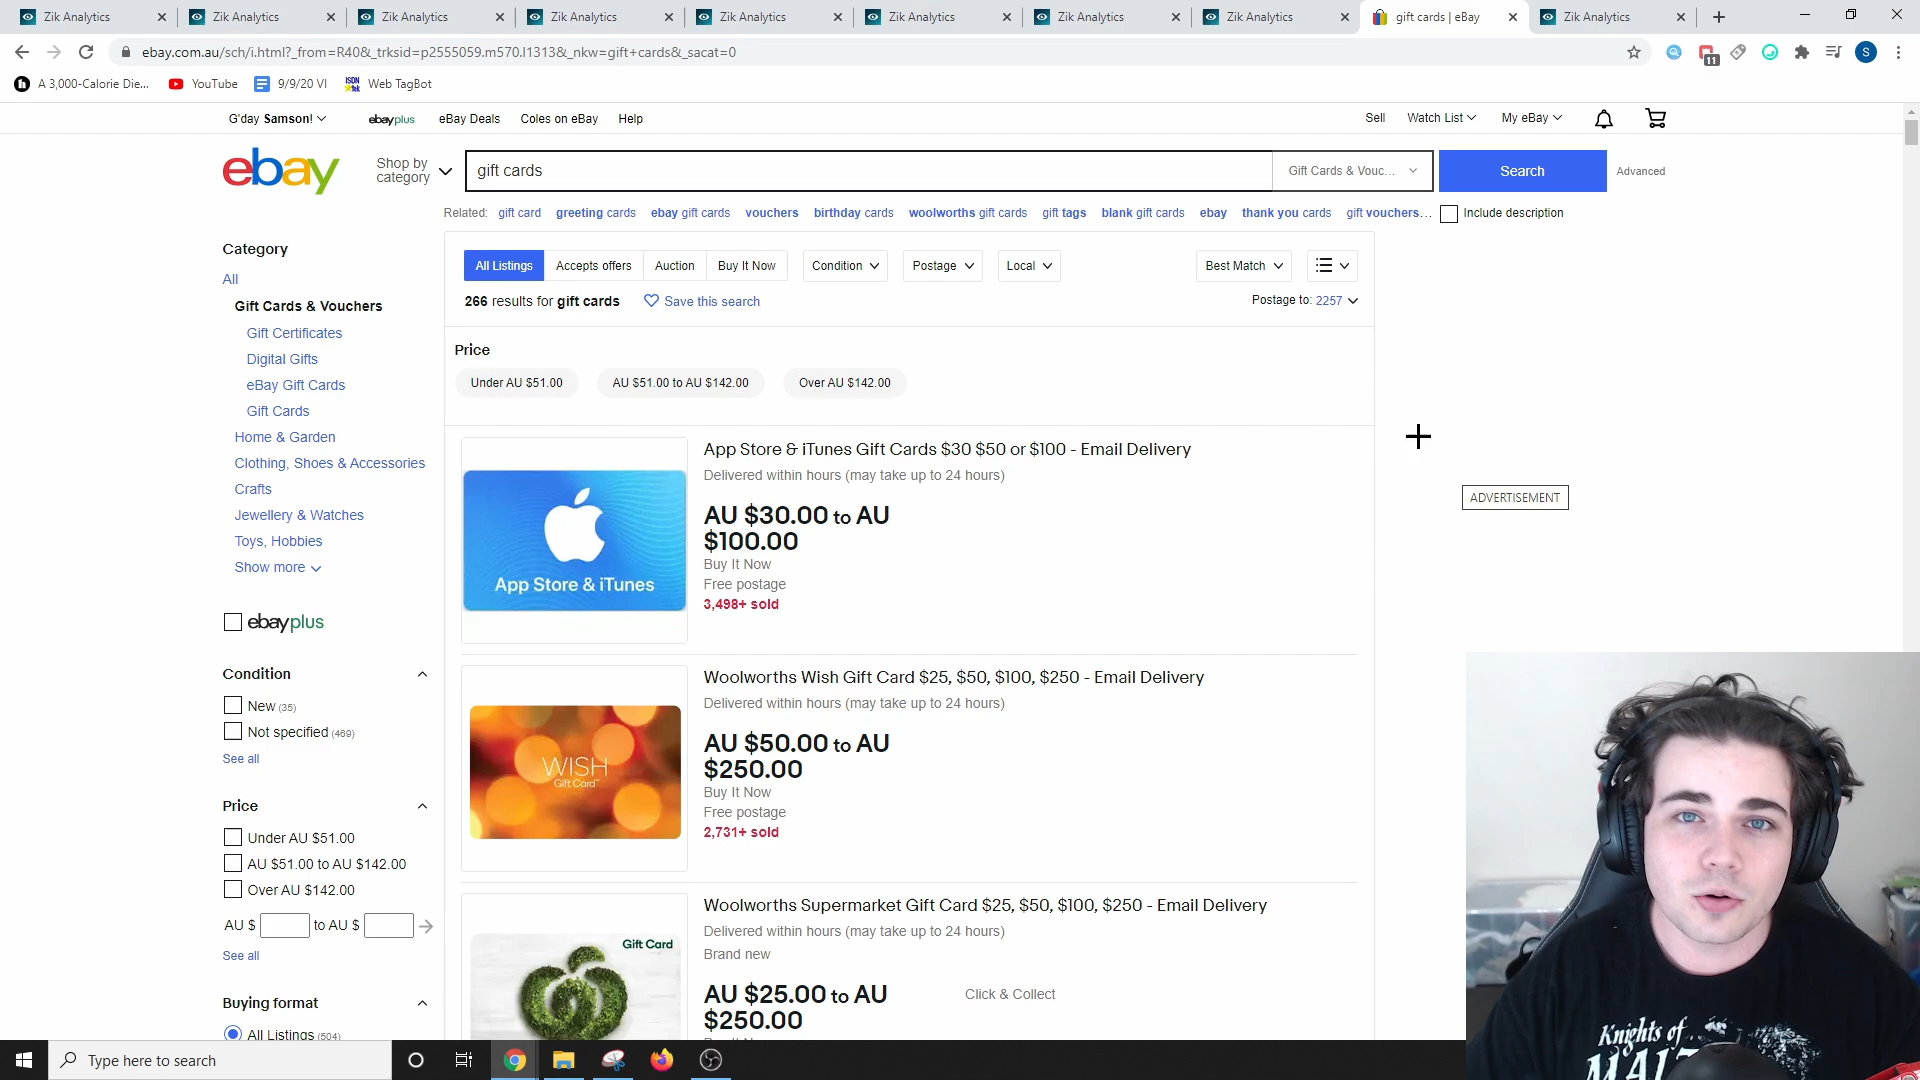 Zik Analytics
Zik Analytics
Zik Analytics
Zik Analytics
Zik Analytics
Zik Analytics
Zik Analytics
Zik Analytics
gift cards | eBay
Zik Analytics
ebay.com.au/sch/i.html?_from=R40&_trksid=p2555059.m570.l1313&_nkw=gift+cards&_sacat=0
11
S
h
A 3,000-Calorie Die...
YouTube
9/9/20 VI
Web TagBot
G'day Samson!
ebayplus
eBay Deals
Coles on eBay
Help
Sell
Watch List
My eBay
ebay
Shop by category
gift cards
Gift Cards & Vouc...
Search
Advanced
Related: gift card greeting cards ebay gift cards vouchers birthday cards woolworths gift cards gift tags blank gift cards ebay thank you cards gift vouchers...
Include description
Category
All
Gift Cards & Vouchers
Gift Certificates
Digital Gifts
eBay Gift Cards
Gift Cards
Home & Garden
Clothing, Shoes & Accessories
Crafts
Jewellery & Watches
Toys, Hobbies
Show more
ebayplus
Condition
New (35)
Not specified (469)
See all
Price
Under AU $51.00
AU $51.00 to AU $142.00
Over AU $142.00
AU $ to AU $
See all
Buying format
All Listings (504)
All Listings
Accepts offers
Auction
Buy It Now
Condition
Postage
Local
Best Match
266 results for gift cards
Save this search
Postage to: 2257
Price
Under AU $51.00
AU $51.00 to AU $142.00
Over AU $142.00
App Store & iTunes
App Store & iTunes Gift Cards $30 $50 or $100 - Email Delivery
Delivered within hours (may take up to 24 hours)
AU $30.00 to AU
$100.00
Buy It Now
Free postage
3,498+ sold
WISH
Gift Card
Woolworths Wish Gift Card $25, $50, $100, $250 - Email Delivery
Delivered within hours (may take up to 24 hours)
AU $50.00 to AU
$250.00
Buy It Now
Free postage
2,731+ sold
Gift Card
Woolworths Supermarket Gift Card $25, $50, $100, $250 - Email Delivery
Delivered within hours (may take up to 24 hours)
Brand new
AU $25.00 to AU
$250.00
Click & Collect
ADVERTISEMENT
Knights of
Type here to search